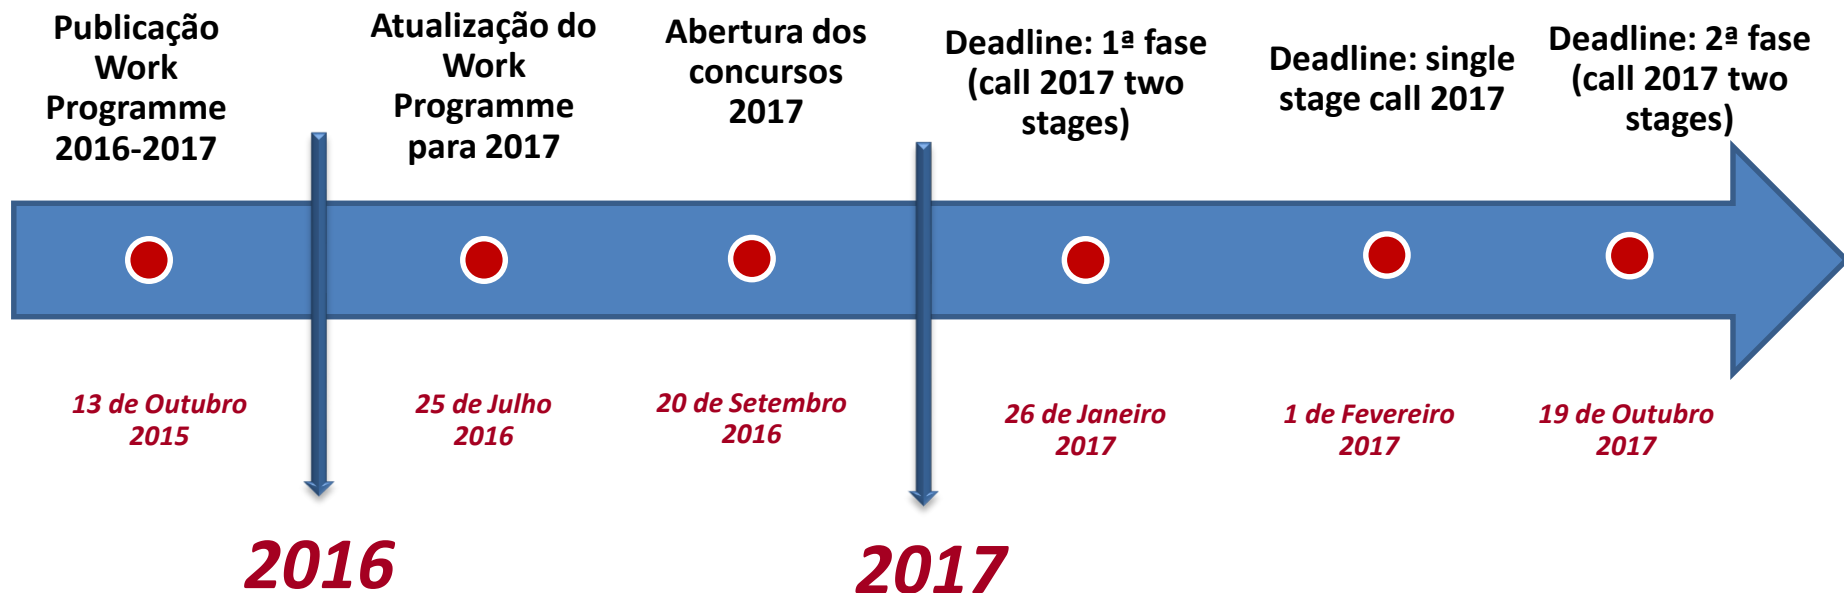 Publicação
Work
Programme
2016-2017
Atualização do
Work
Programme
para 2017
Abertura dos
concursos
2017
Deadline: 1ª fase
(call 2017 two
stages)
Deadline: single
stage call 2017
Deadline: 2ª fase
(call 2017 two
stages)
13 de Outubro
2015
25 de Julho
2016
20 de Setembro
2016
26 de Janeiro
2017
1 de Fevereiro
2017
19 de Outubro
2017
2016
2017